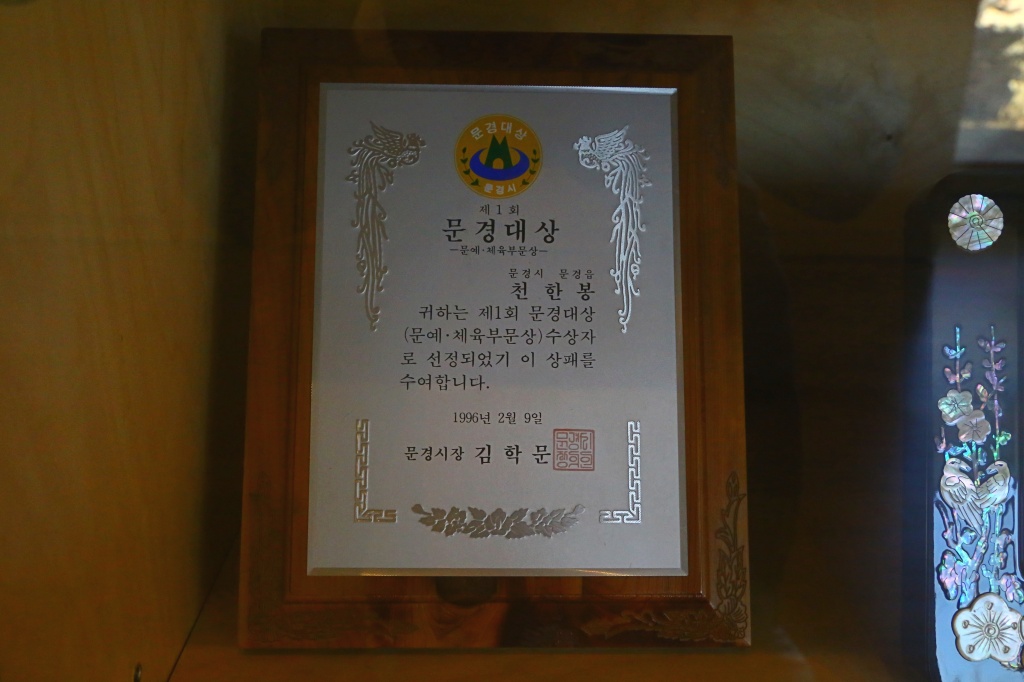 문경대상
문경시
제 1 회
문경대상
-문예·체육부문상-
문경시 문경읍
천 한 봉
귀하는 제1회 문경대상
(문예·체육부문상)수상자
로 선정되었기 이 상패를
수여합니다.
1996년 2월 9일
문경시장 김 학 문